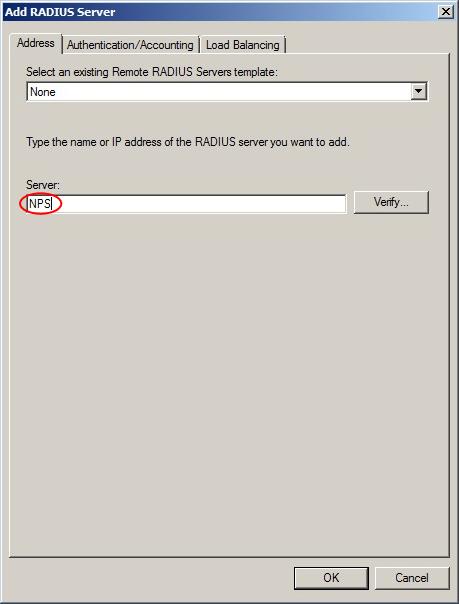 Add RADIUS Server
Address Authentication/Accounting Load Balancing
Select an existing Remote RADIUS Servers template:
None
Type the name or IP address of the RADIUS server you want to add.
Server:
NPS Verify...
OK Cancel